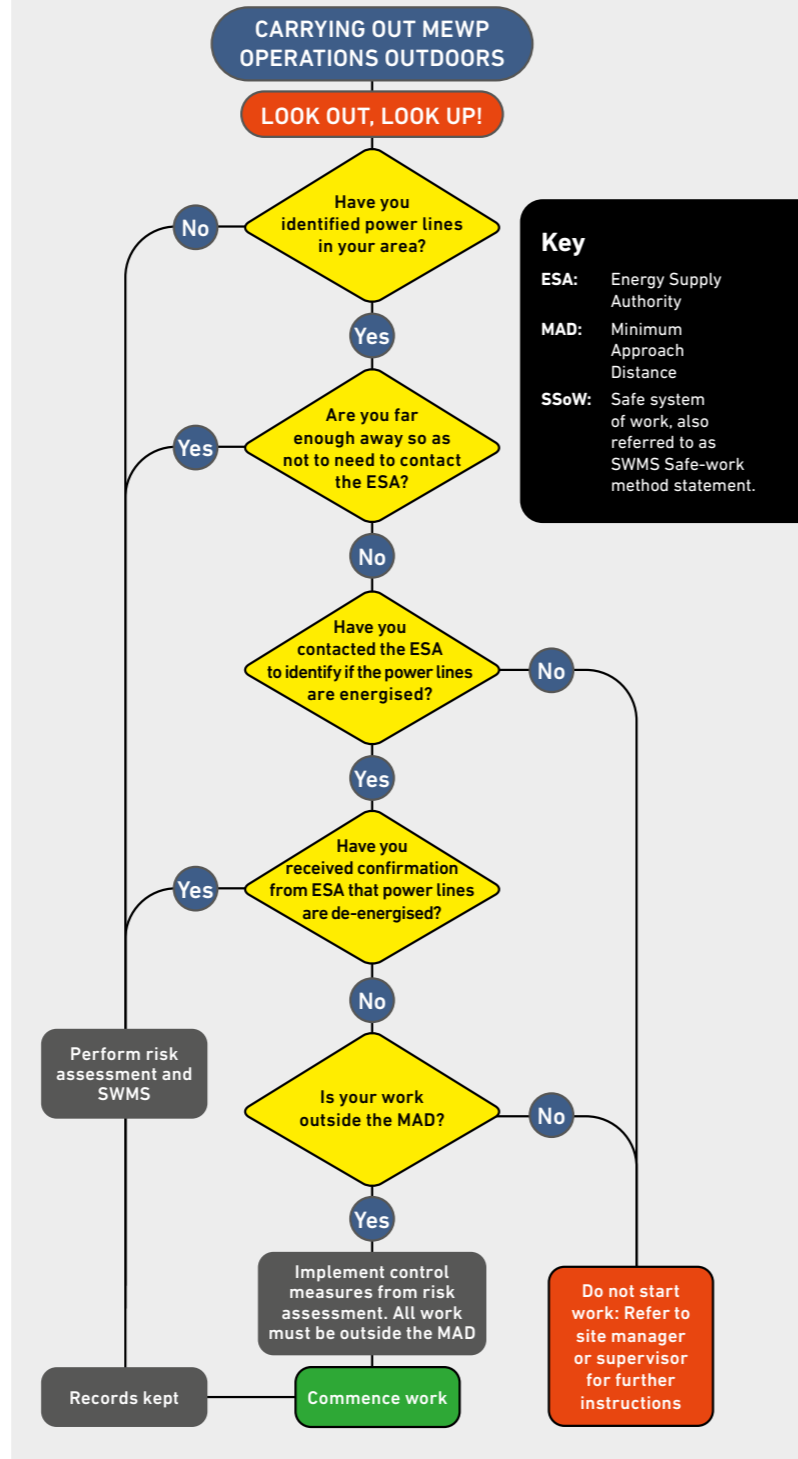 CARRYING OUT MEWP
OPERATIONS OUTDOORS
LOOK OUT, LOOK UP!
Have you
identified power lines
in your area?
No
Yes
Key
ESA: Energy Supply
Authority
MAD: Minimum
Approach
Distance
SSoW: Safe system
of work, also
referred to as
SWMS Safe-work
method statement.
Are you far
enough away so as
not to need to contact
the ESA?
Yes
No
Have you
contacted the ESA
to identify if the power lines
are energised?
No
Yes
Have you
received confirmation
from ESA that power lines
are de-energised?
Yes
No
Perform risk
assessment and
SWMS
Is your work
outside the MAD?
No
Yes
Implement control
measures from risk
assessment. All work
must be outside the MAD
Do not start
work: Refer to
site manager
or supervisor
for further
instructions
Records kept
Commence work